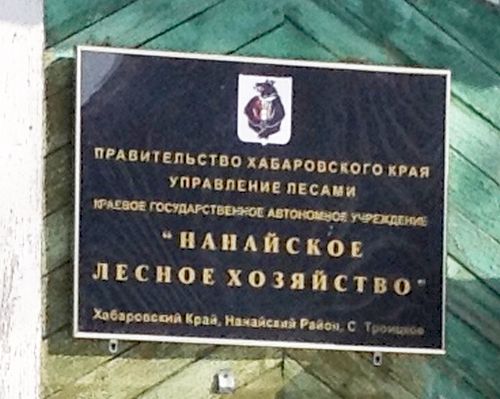 ПРАВИТЕЛЬСТВО ХАБАРОВСКОГО КРАЯ
УПРАВЛЕНИЕ ЛЕСАМИ
КРАЕВОЕ ГОСУДАРСТВЕННОЕ АВТОНОМНОЕ УЧРЕЖДЕНИЕ
"НАНАЙСКОЕ
ЛЕСНОЕ ХОЗЯЙСТВО"
Хабаровский Край, Нанайский Район, С. Троицкое